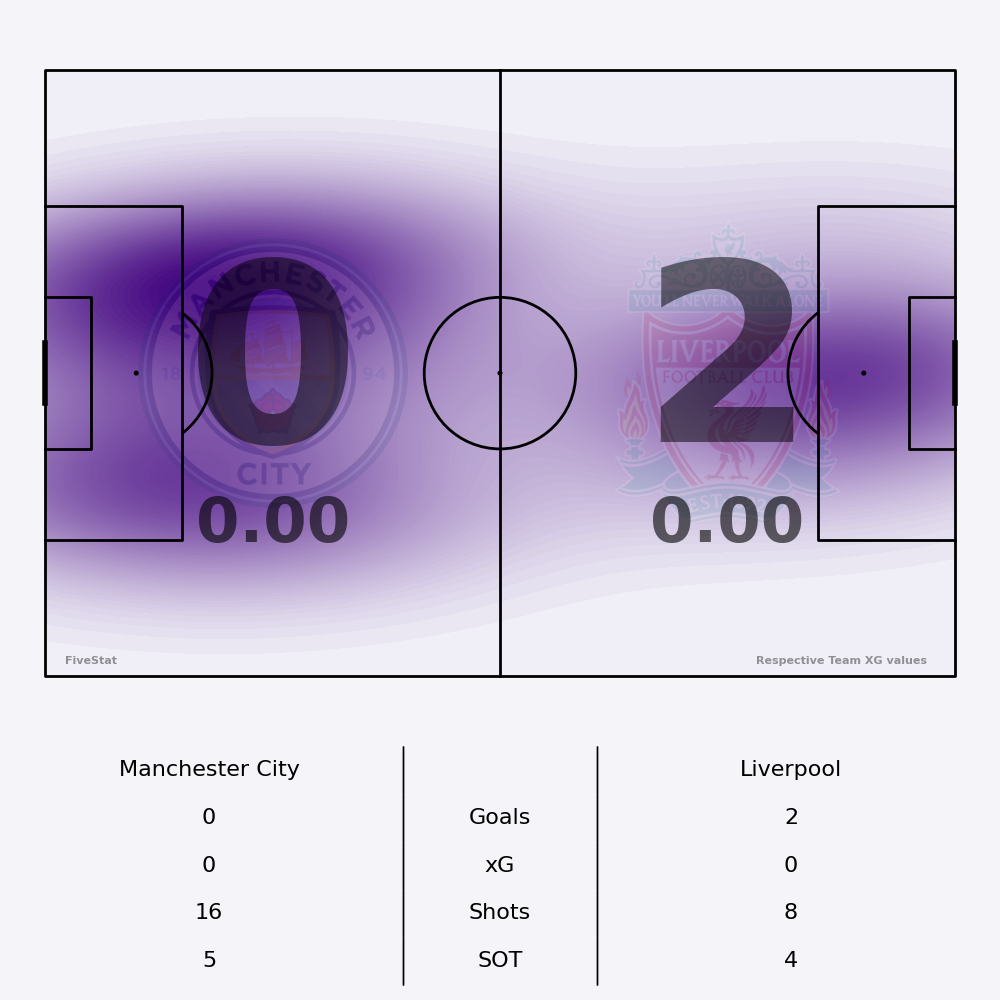 MANCHESTER
0
18 94
CITY
0.00
YOU'LL NEVER WALK ALONE
LIVERPOOL
FOOTBALL CLUB
2
EST
0.00
FiveStat
Respective Team XG values
Manchester City Liverpool
0 Goals 2
0 xG 0
16 Shots 8
5 SOT 4